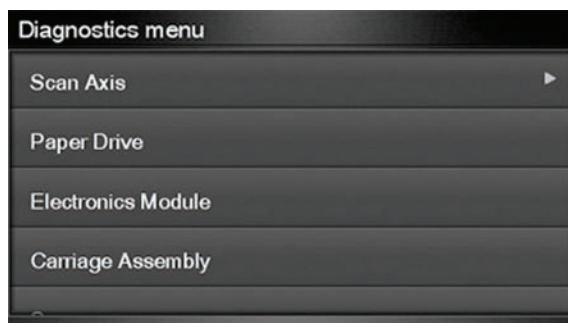 Diagnostics menu
Scan Axis
Paper Drive
Electronics Module
Carriage Assembly